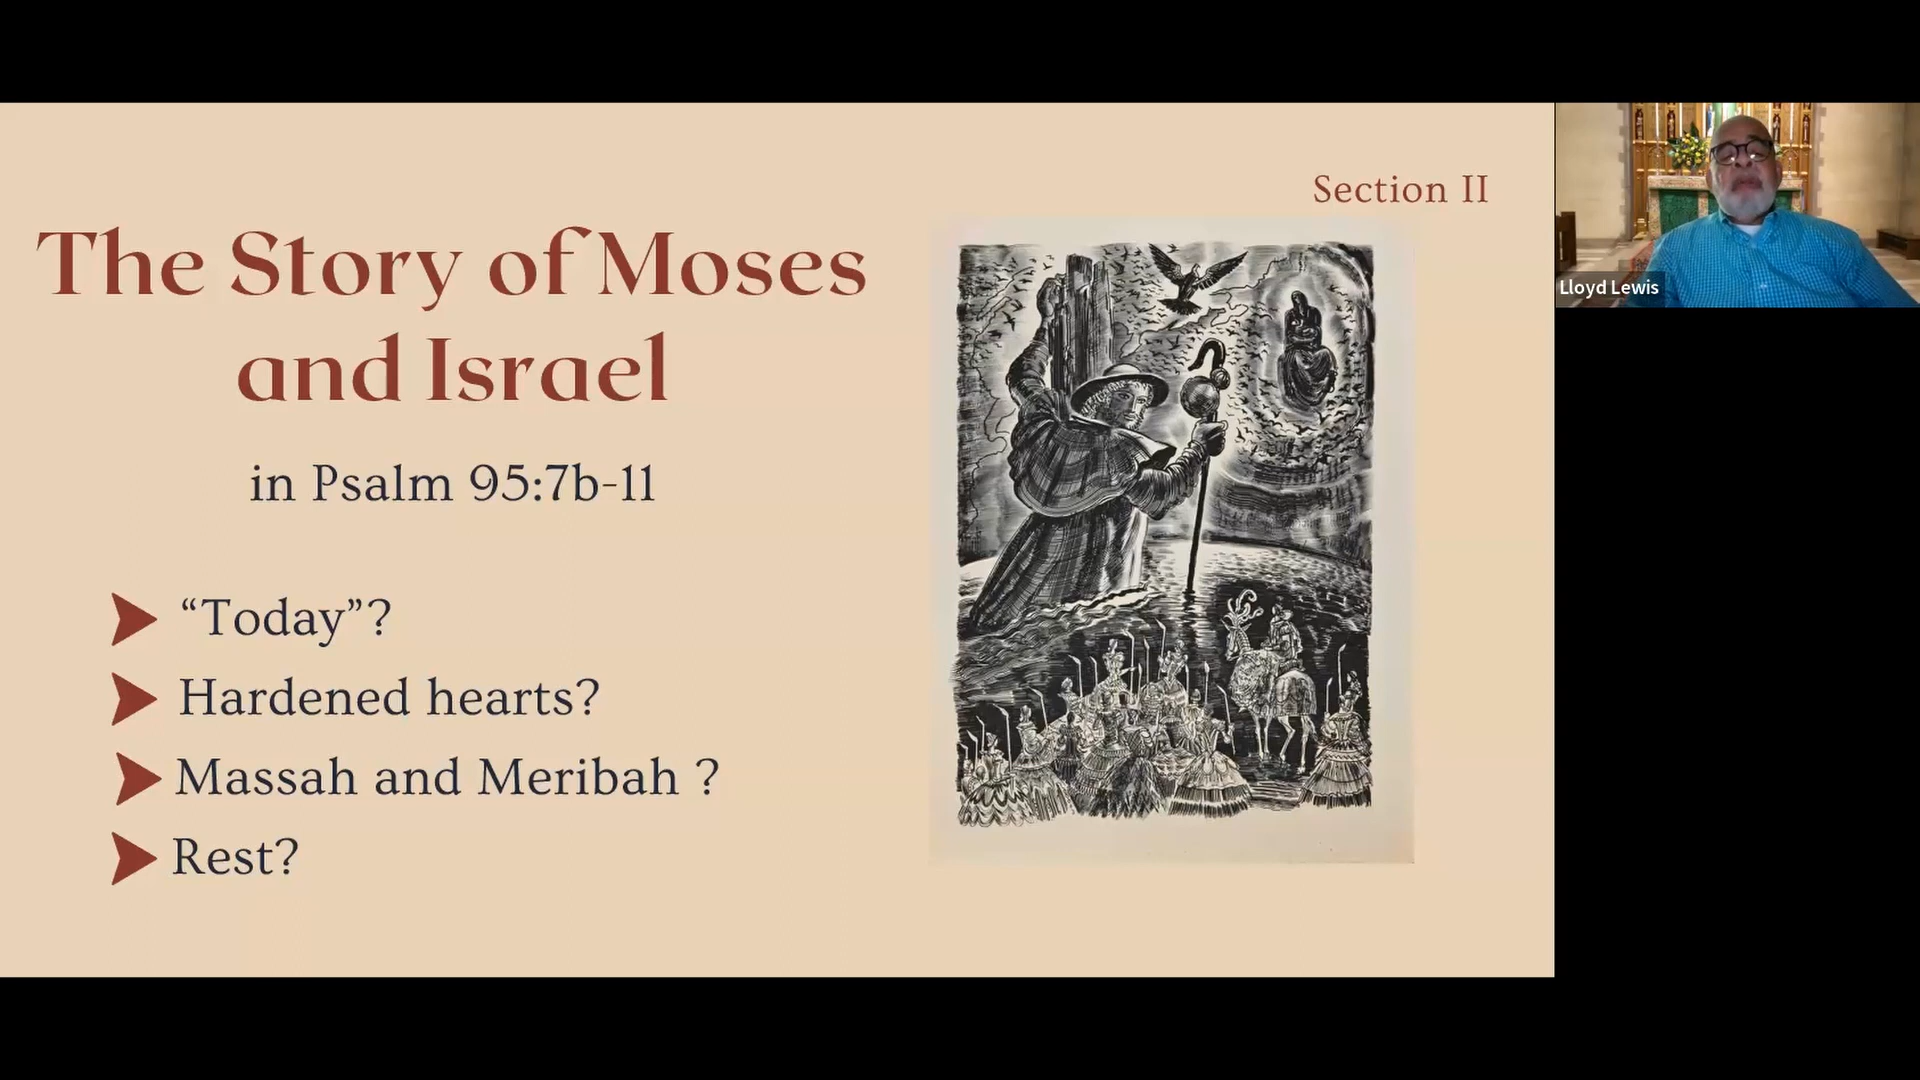 Section II
The Story of Moses
and Israel
in Psalm 95:7b-11
“Today”?
Hardened hearts?
Massah and Meribah ?
Rest?
Lloyd Lewis